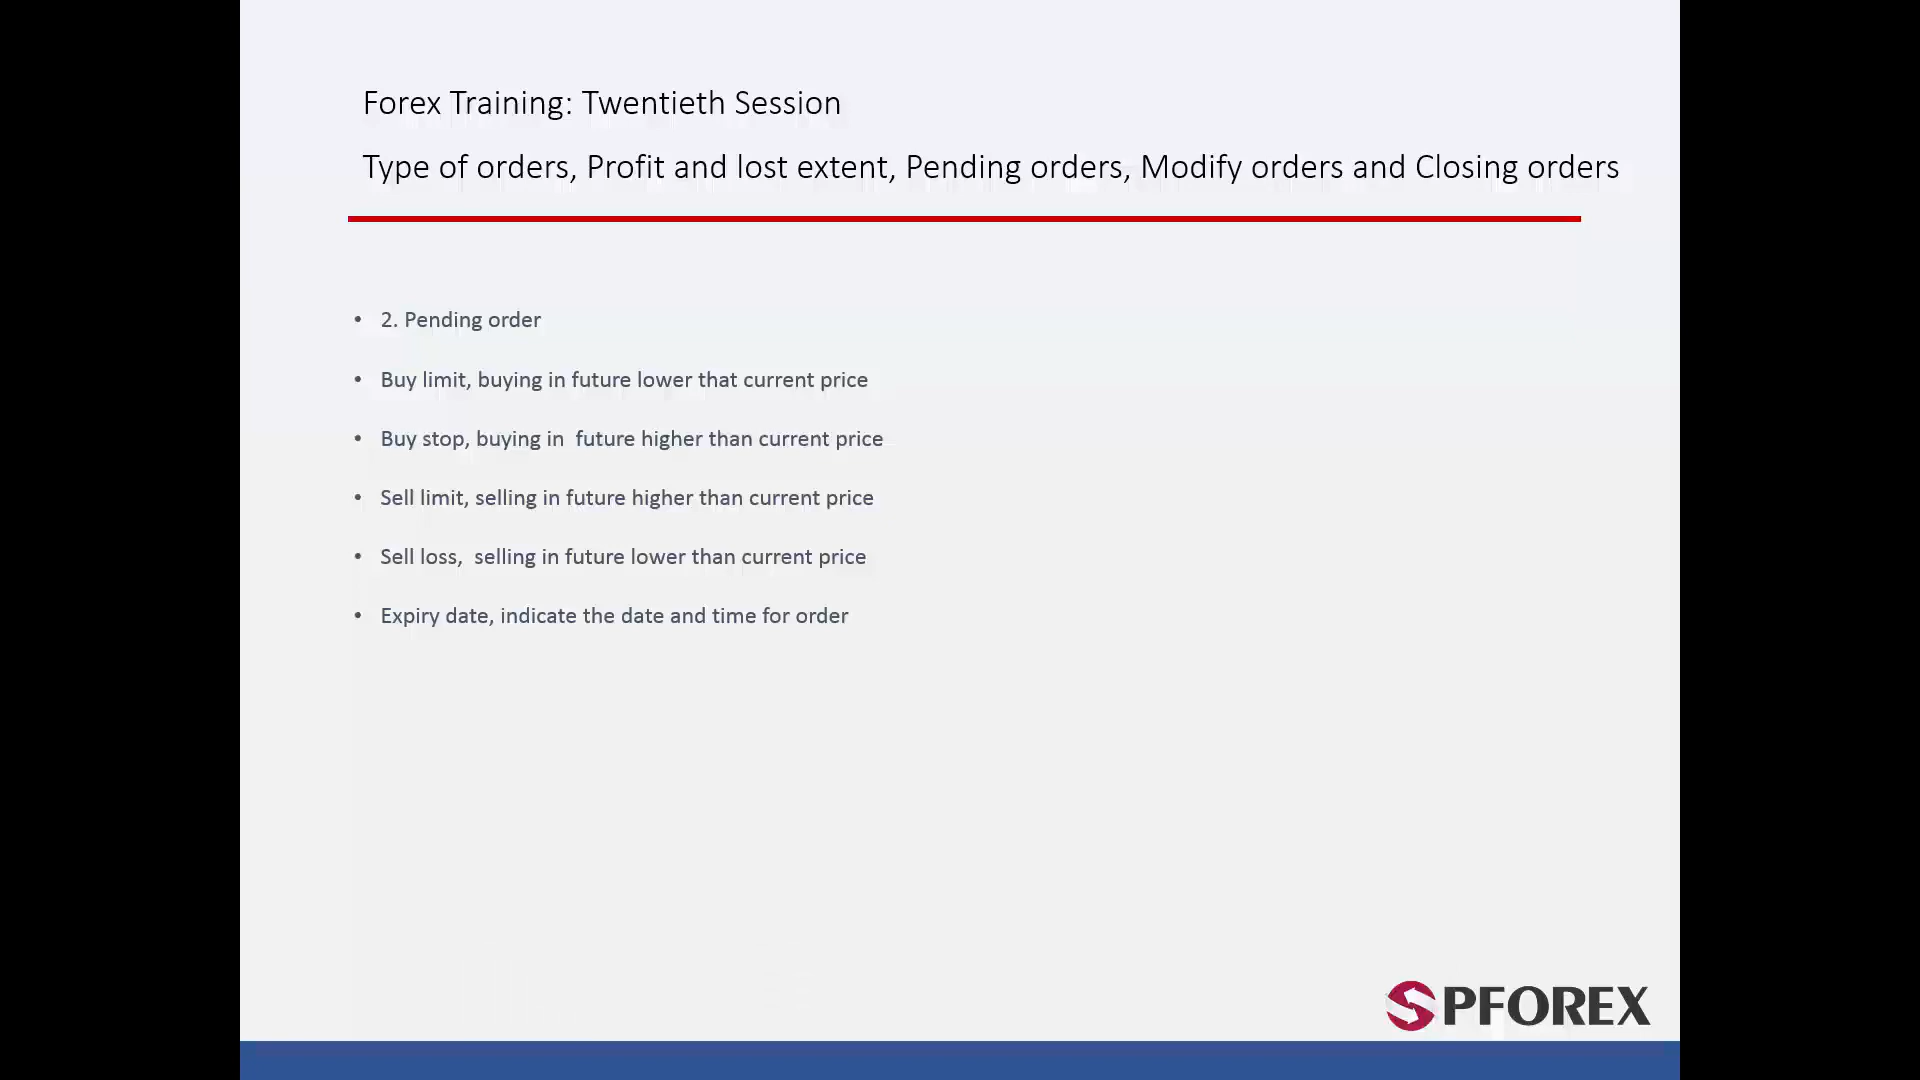 Forex Training: Twentieth Session
Type of orders, Profit and lost extent, Pending orders, Modify orders and Closing orders
• 2. Pending order
• Buy limit, buying in future lower that current price
• Buy stop, buying in  future higher than current price
• Sell limit, selling in future higher than current price
• Sell loss,  selling in future lower than current price
• Expiry date, indicate the date and time for order
SPFOREX